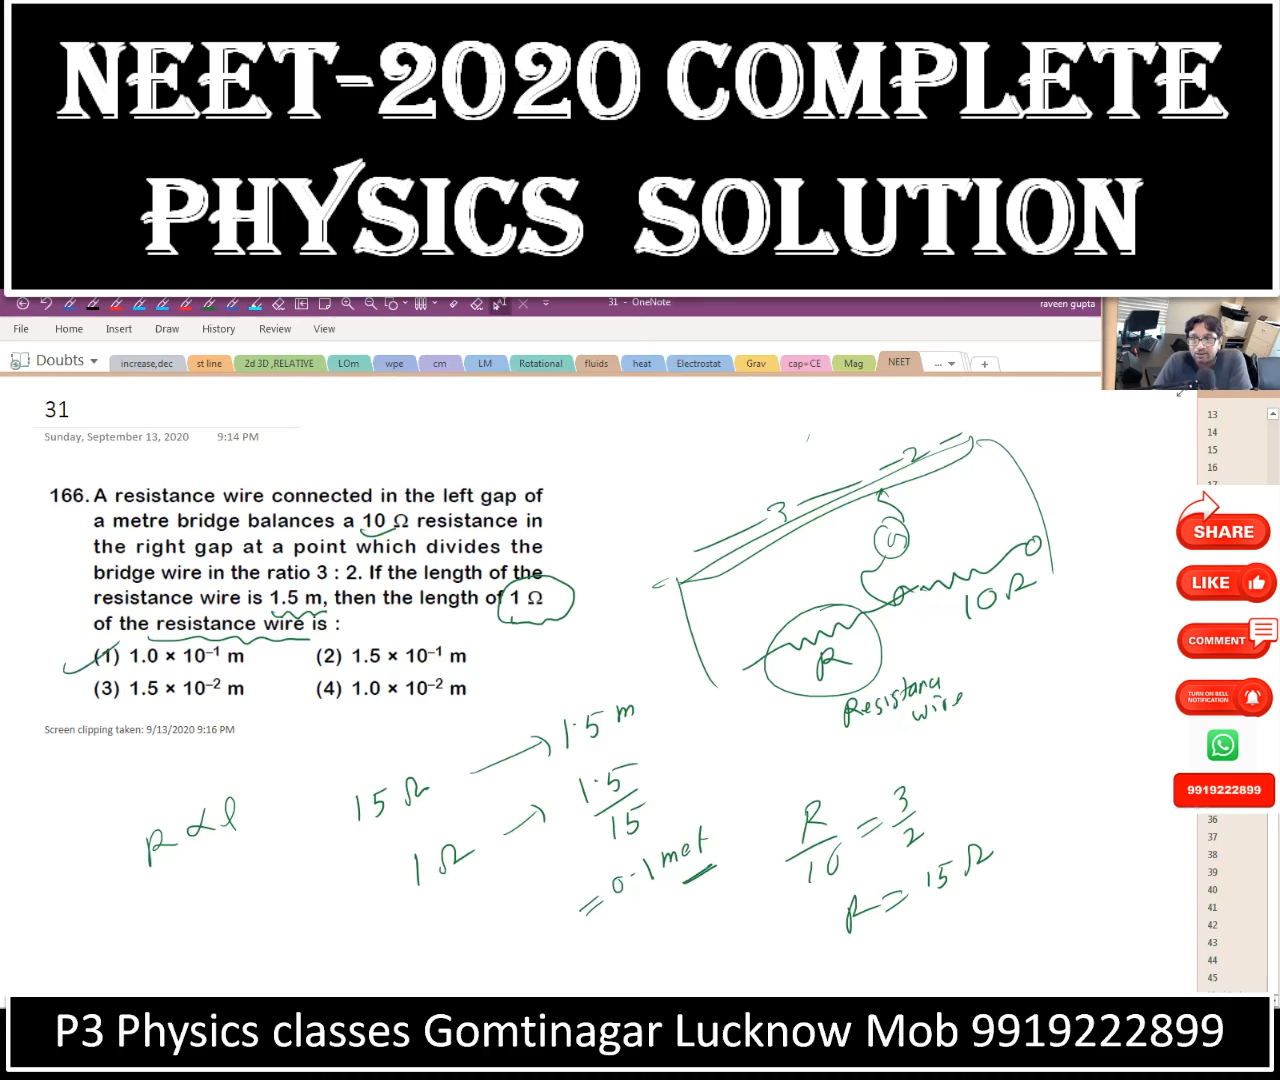 NEET-2020 COMPLETE
PHYSICS SOLUTION
31 - OneNote
raveen gupta
File Home Insert Draw History Review View
Doubts
increase,dec st line 2d 3D ,RELATIVE LOm wpe cm LM Rotational fluids heat Electrostat Grav cap+CE Mag NEET ...
31
Sunday, September 13, 2020 9:14 PM
166. A resistance wire connected in the left gap of
a metre bridge balances a 10 Ω resistance in
the right gap at a point which divides the
bridge wire in the ratio 3 : 2. If the length of the
resistance wire is 1.5 m, then the length of 1 Ω
of the resistance wire is :
(1) 1.0 × 10⁻¹ m (2) 1.5 × 10⁻¹ m
(3) 1.5 × 10⁻² m (4) 1.0 × 10⁻² m
Screen clipping taken: 9/13/2020 9:16 PM
3
2
G
10 Ω
R
Resistance
wire
R ∝ l
15 Ω → 1.5 m
1 Ω → 1.5/15
= 0.1 met
R/10 = 3/2
R = 15 Ω
13
14
15
16
SHARE
LIKE
COMMENT
TURN ON BELL
NOTIFICATION
9919222899
36
37
38
39
40
41
42
43
44
45
P3 Physics classes Gomtinagar Lucknow Mob 9919222899